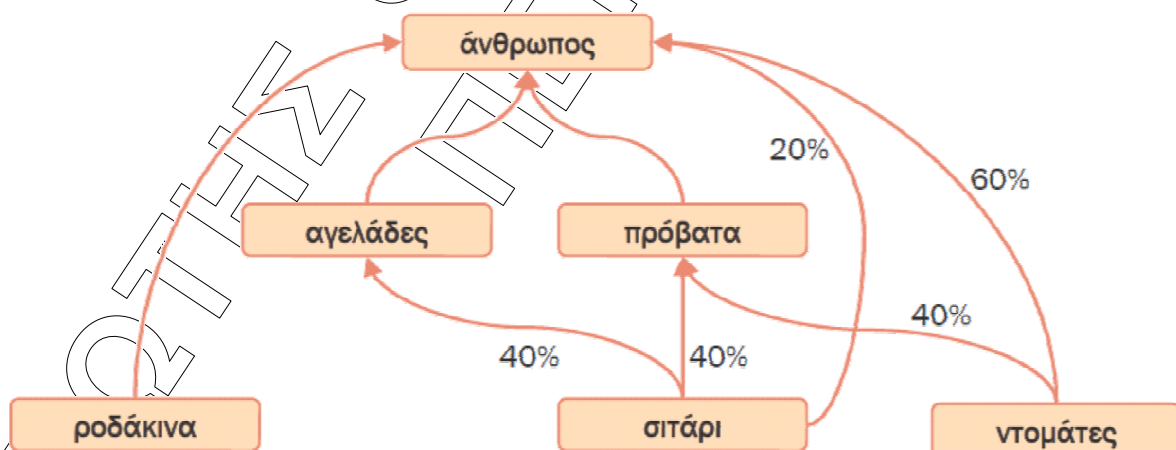 άνθρωπος
20%
60%
αγελάδες
πρόβατα
40%
40%
40%
ροδάκινα
σιτάρι
ντομάτες